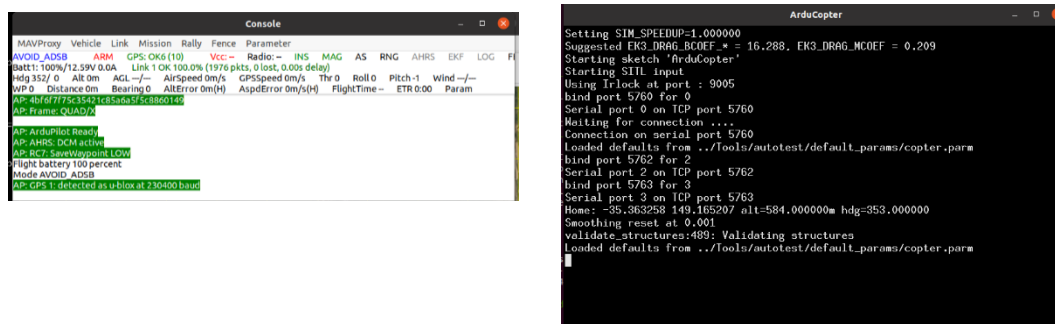 Console
MAVProxy Vehicle Link Mission Rally Fence Parameter
AVOID_ADSB ARM GPS: OK6 (10) Vcc: -- Radio: -- INS MAG AS RNG AHRS EKF LOG
Batt1: 100%/12.59V 0.0A Link 1 OK 100.0% (1976 pkts, 0 lost, 0.00s delay)
Hdg 352/ 0 Alt 0m AGL ---/--- AirSpeed 0m/s GPSSpeed 0m/s Thr 0 Roll 0 Pitch -1 Wind ---/---
WP 0 Distance 0m Bearing 0 AltError 0m(H) AspdError 0m/s(H) FlightTime -- ETR 0:00 Param
AP: 4bf6f7f75c35421c85a6a5f5c8860149
AP: Frame: QUAD/X
AP: ArduPilot Ready
AP: AHRS: DCM active
AP: RC7: SaveWaypoint LOW
Flight battery 100 percent
Mode AVOID_ADSB
AP: GPS 1: detected as u-blox at 230400 baud
ArduCopter
Setting SIM_SPEEDUP=1.000000
Suggested EK3_DRAG_BCOEF_* = 16.288, EK3_DRAG_MCOEF = 0.209
Starting sketch 'ArduCopter'
Starting SITL input
Using Irlock at port : 9005
bind port 5760 for 0
Serial port 0 on TCP port 5760
Waiting for connection ....
Connection on serial port 5760
Loaded defaults from ../Tools/autotest/default_params/copter.parm
bind port 5762 for 2
Serial port 2 on TCP port 5762
bind port 5763 for 3
Serial port 3 on TCP port 5763
Home: -35.363258 149.165207 alt=584.000000m hdg=353.000000
Smoothing reset at 0.001
validate_structures:489: Validating structures
Loaded defaults from ../Tools/autotest/default_params/copter.parm